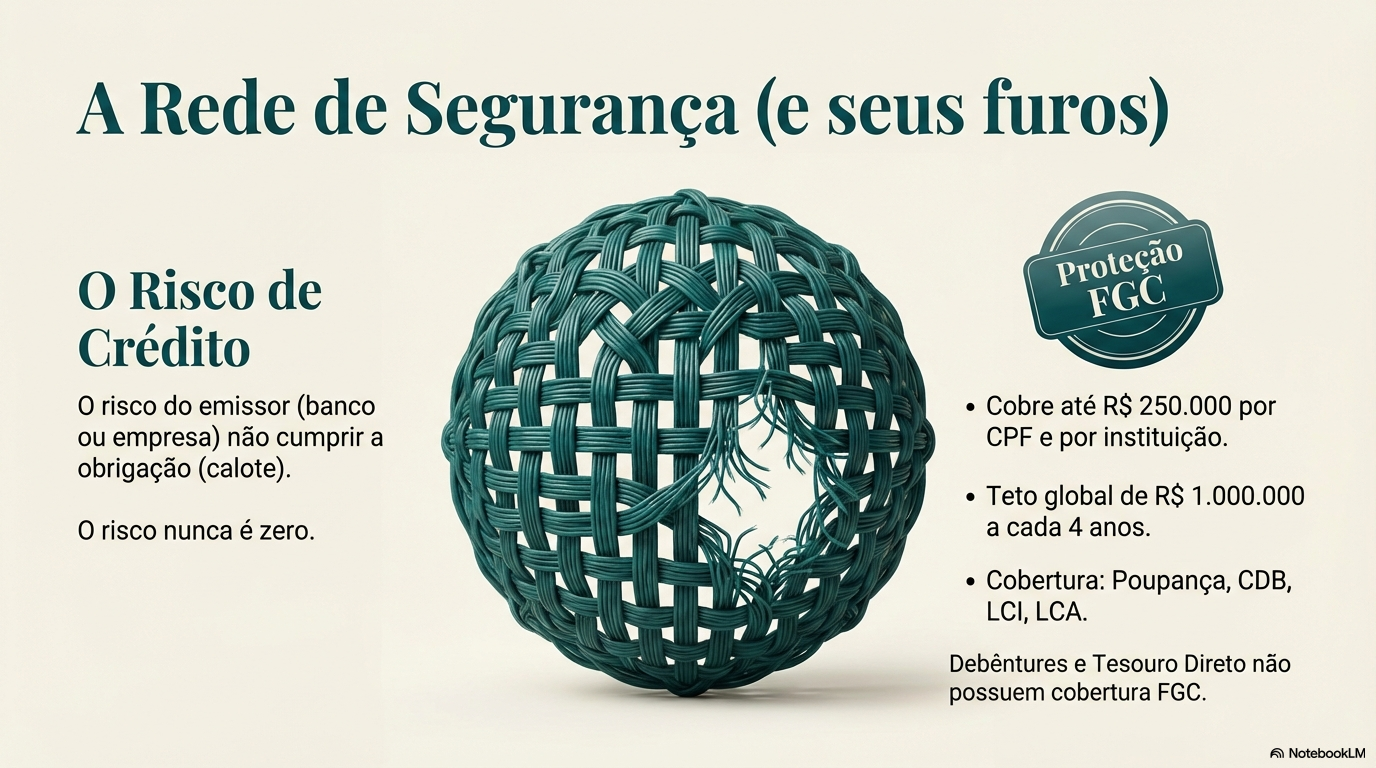 A Rede de Segurança (e seus furos)
O Risco de
Crédito
O risco do emissor (banco
ou empresa) não cumprir a
obrigação (calote).
O risco nunca é zero.
Proteção
FGC
• Cobre até R$ 250.000 por
CPF e por instituição.
• Teto global de R$ 1.000.000
a cada 4 anos.
• Cobertura: Poupança, CDB,
LCI, LCA.
Debêntures e Tesouro Direto não
possuem cobertura FGC.
NotebookLM